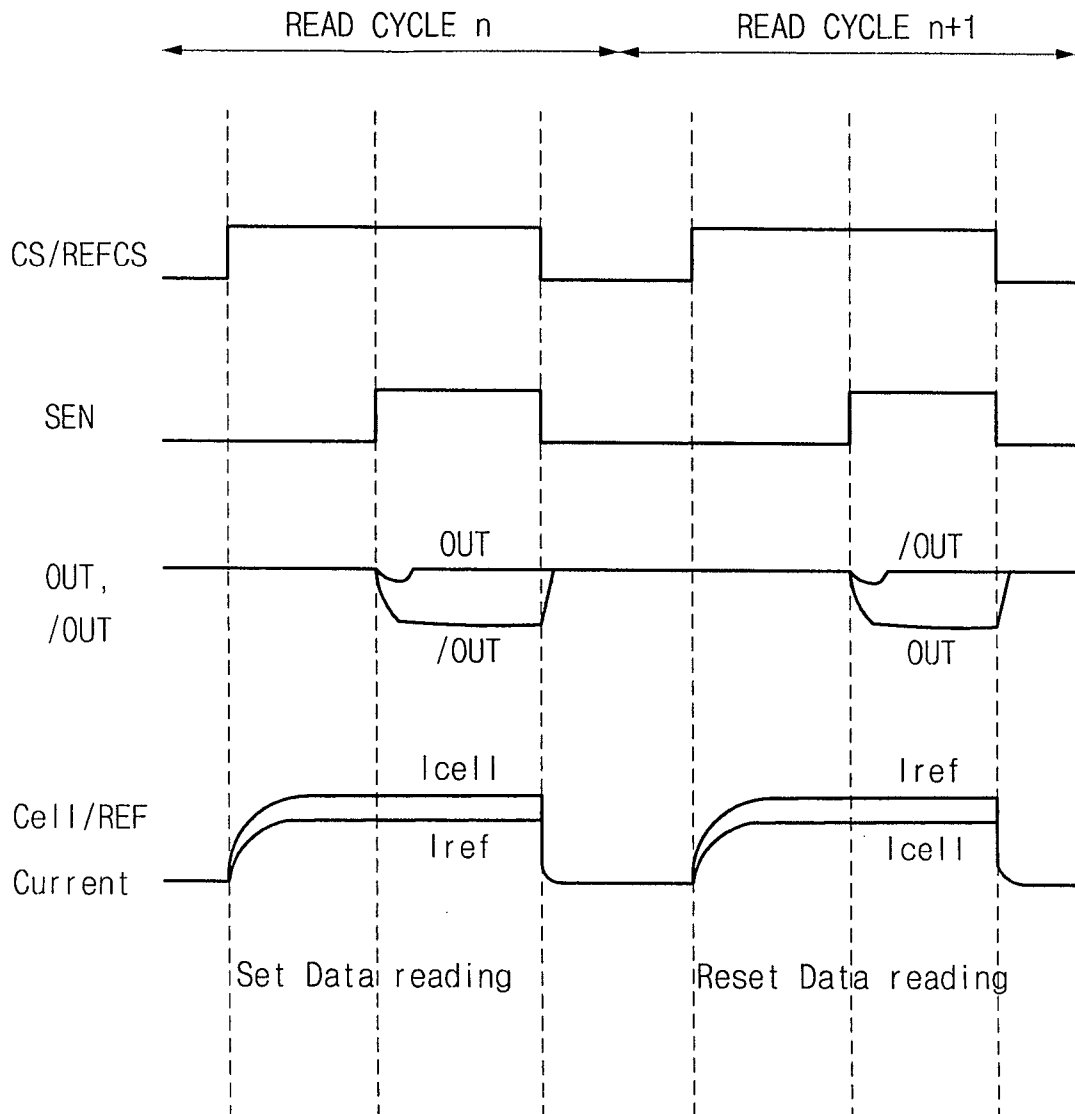 READ CYCLE n
READ CYCLE n+1
CS/REFCS
SEN
OUT
/OUT
OUT,
/OUT
/OUT
OUT
Icell
Iref
Cell/REF
Iref
Icell
Current
Set Data reading
Reset Data reading